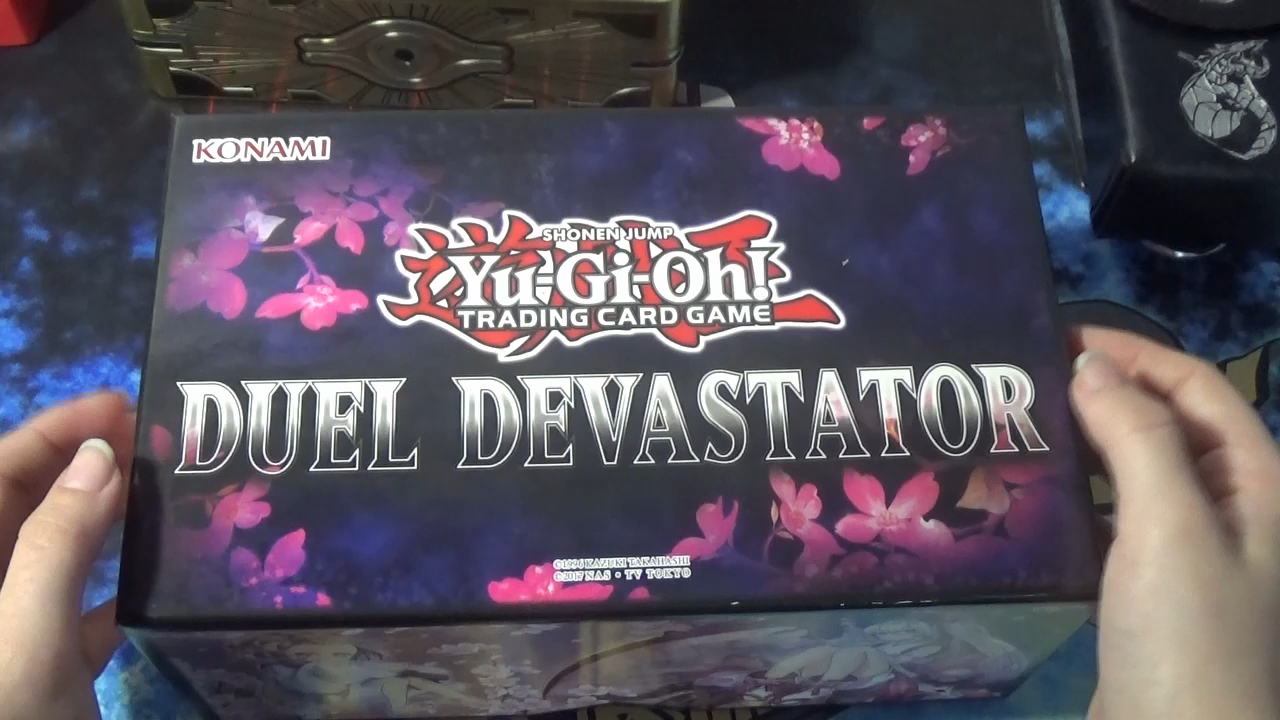 KONAMI
SHONEN JUMP
Yu-Gi-Oh!
TRADING CARD GAME
DUEL DEVASTATOR
©1996 KAZUKI TAKAHASHI
©2017 NAS • TV TOKYO